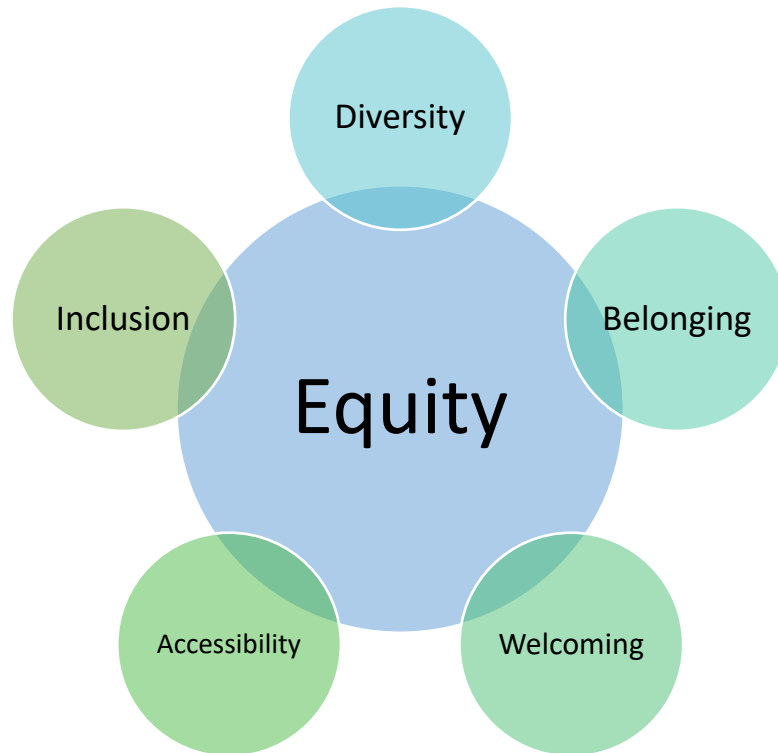 Diversity
Inclusion
Belonging
Equity
Accessibility
Welcoming